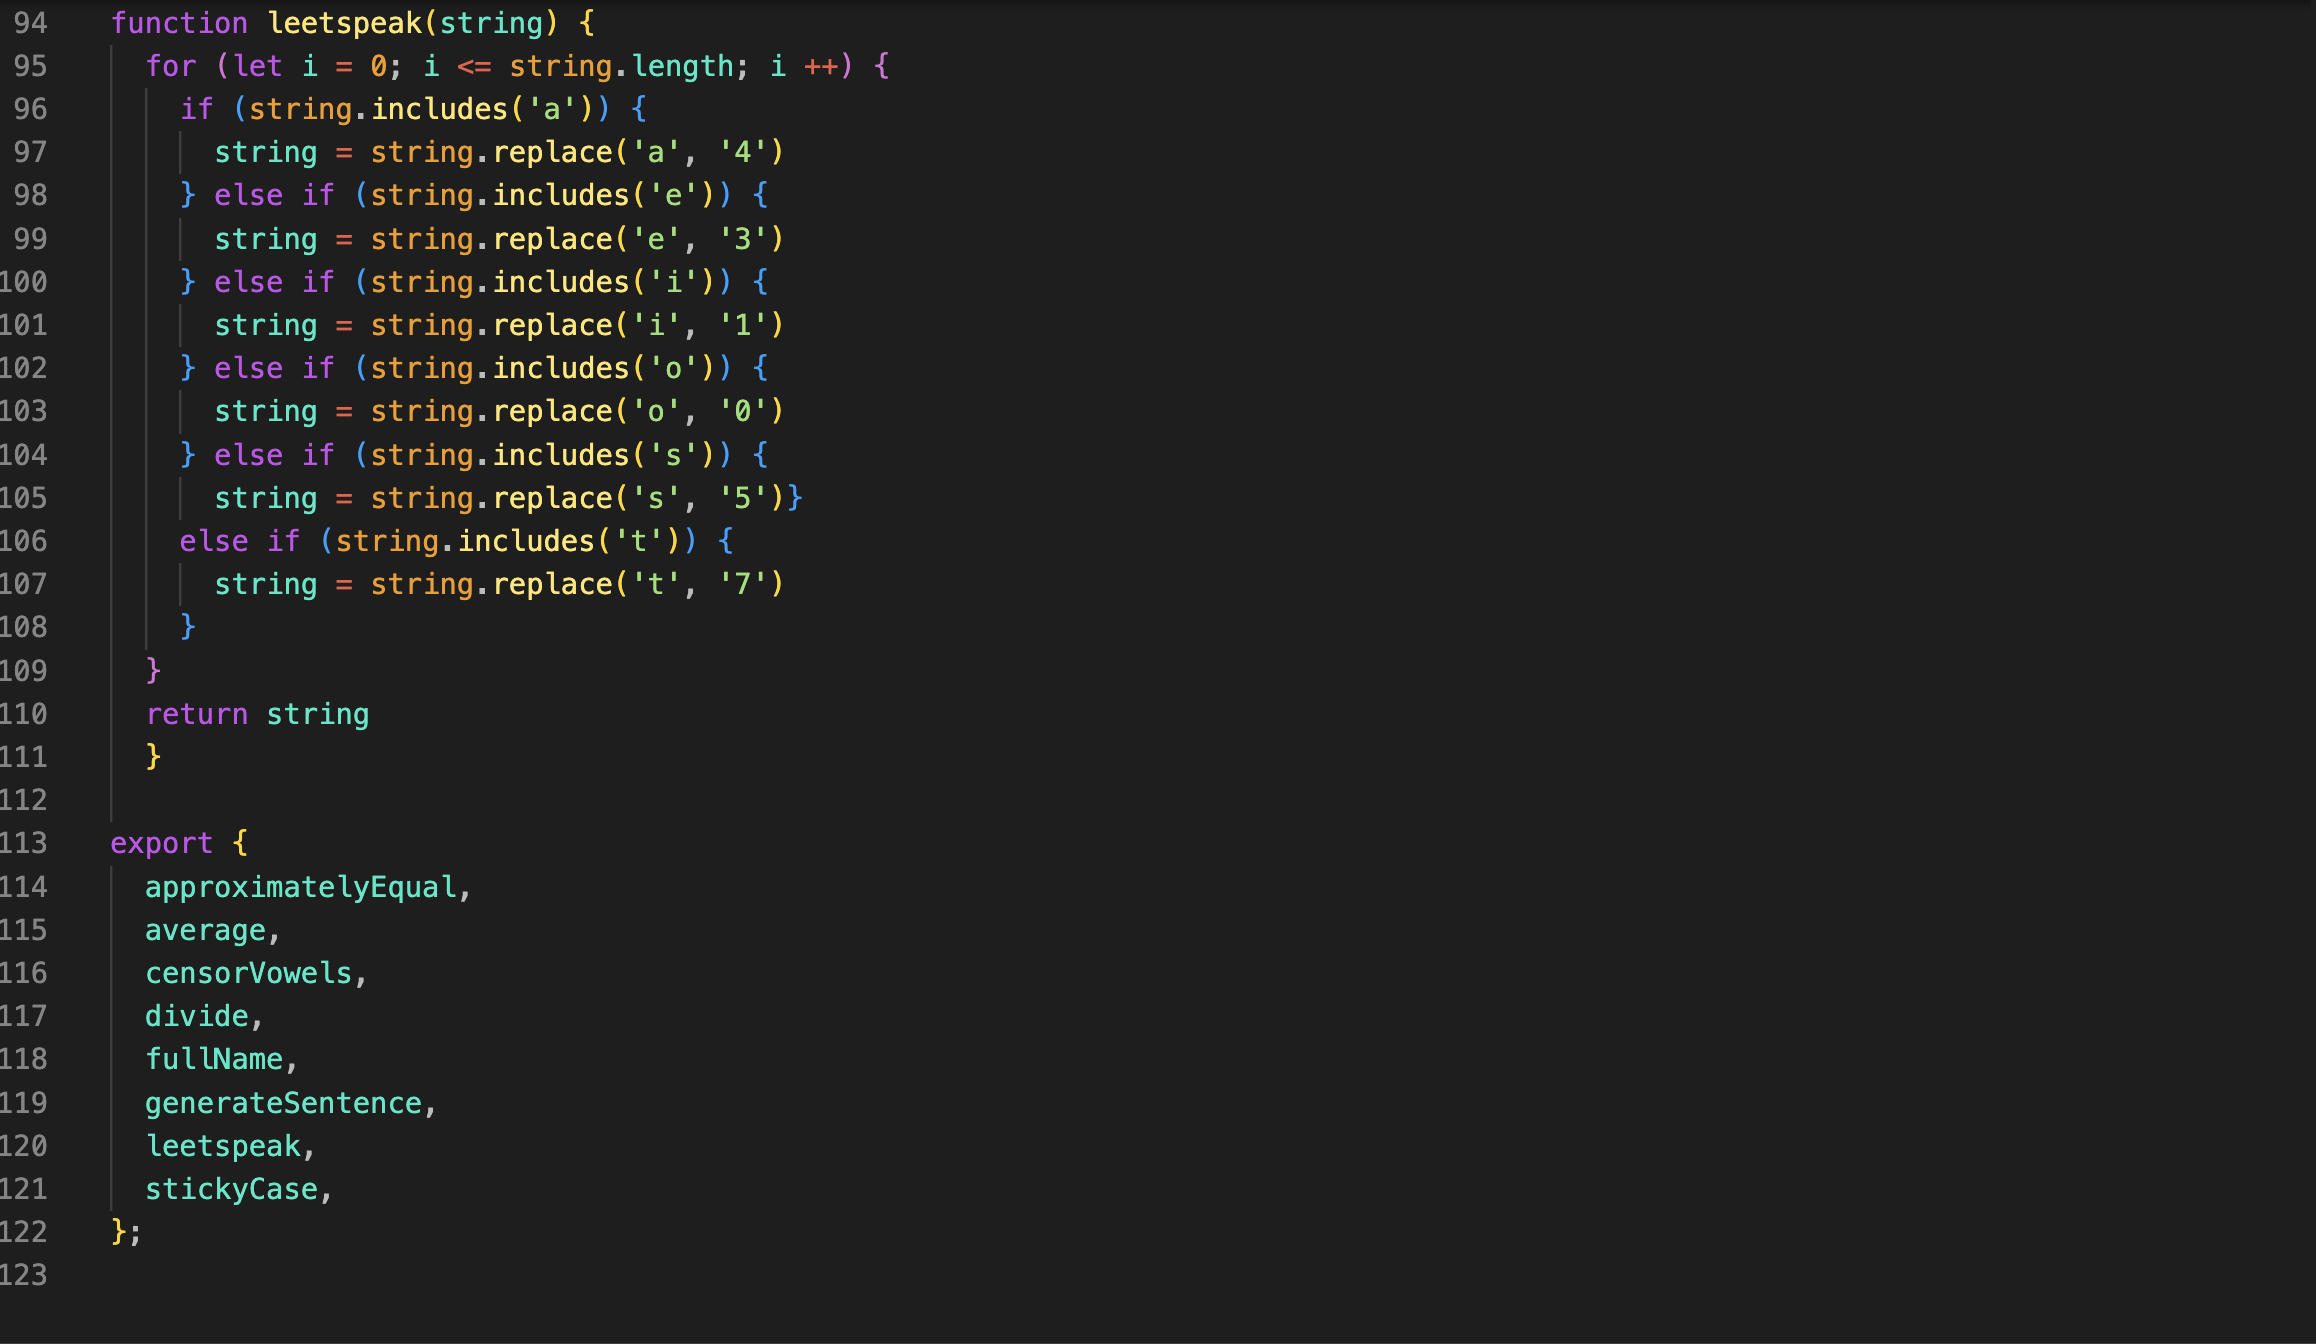 94 function leetspeak(string) {
95 for (let i = 0; i <= string.length; i ++) {
96 if (string.includes('a')) {
97 string = string.replace('a', '4')
98 } else if (string.includes('e')) {
99 string = string.replace('e', '3')
100 } else if (string.includes('i')) {
101 string = string.replace('i', '1')
102 } else if (string.includes('o')) {
103 string = string.replace('o', '0')
104 } else if (string.includes('s')) {
105 string = string.replace('s', '5')}
106 else if (string.includes('t')) {
107 string = string.replace('t', '7')
108 }
109 }
110 return string
111 }
112
113 export {
114 approximatelyEqual,
115 average,
116 censorVowels,
117 divide,
118 fullName,
119 generateSentence,
120 leetspeak,
121 stickyCase,
122 };
123